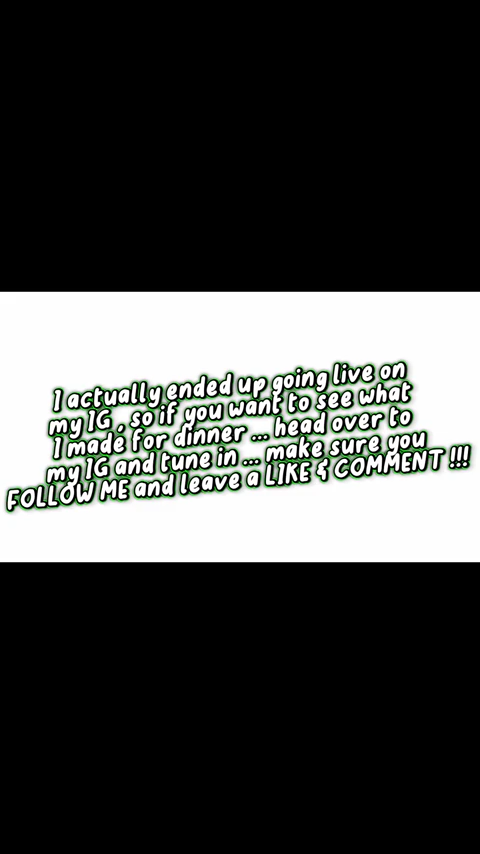 I actually ended up going live on
my IG , so if you want to see what
I made for dinner ... head over to
my IG and tune in ... make sure you
FOLLOW ME and leave a LIKE & COMMENT !!!